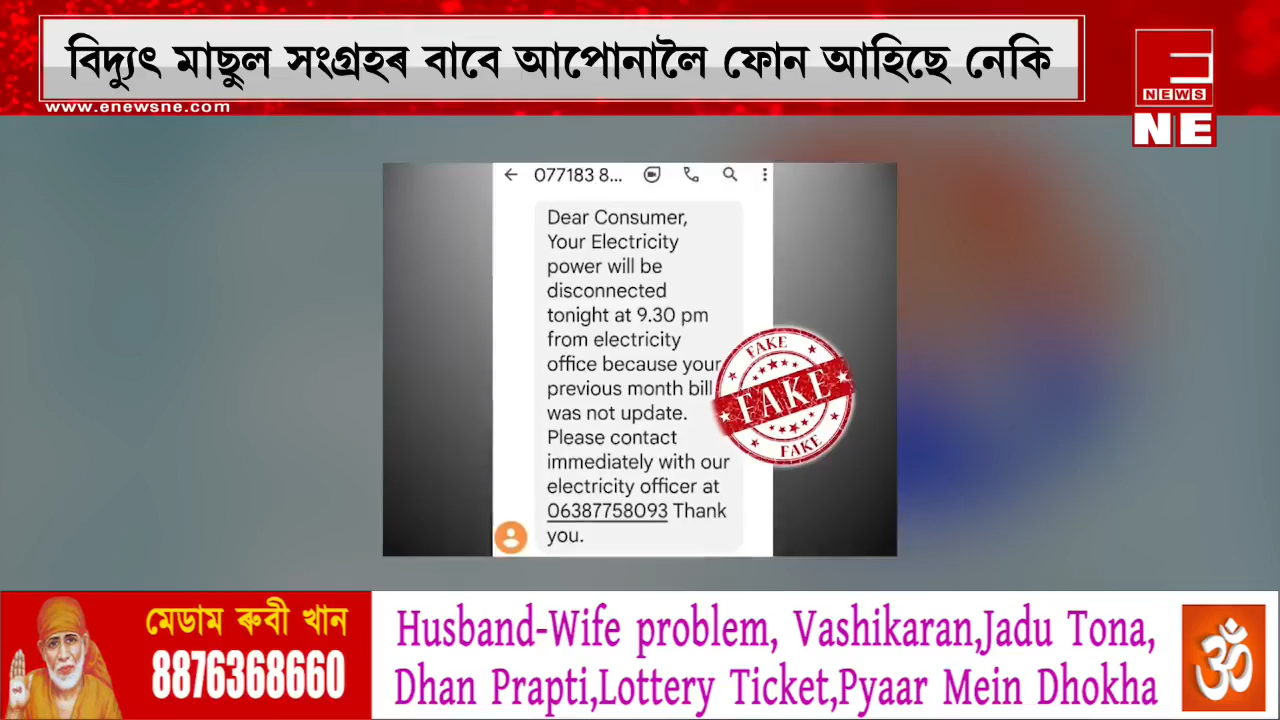 বিদ্যুৎ মাছুল সংগ্ৰহৰ বাবে আপোনালৈ ফোন আহিছে নেকি
www.enewsne.com
E
NEWS
NE
077183 8...
Dear Consumer,
Your Electricity
power will be
disconnected
tonight at 9.30 pm
from electricity
office because your
previous month bill
was not update.
Please contact
immediately with our
electricity officer at
06387758093 Thank
you.
FAKE
FAKE
FAKE
মেডাম ৰুবী খান
8876368660
Husband-Wife problem, Vashikaran,Jadu Tona,
Dhan Prapti,Lottery Ticket,Pyaar Mein Dhokha
ॐ